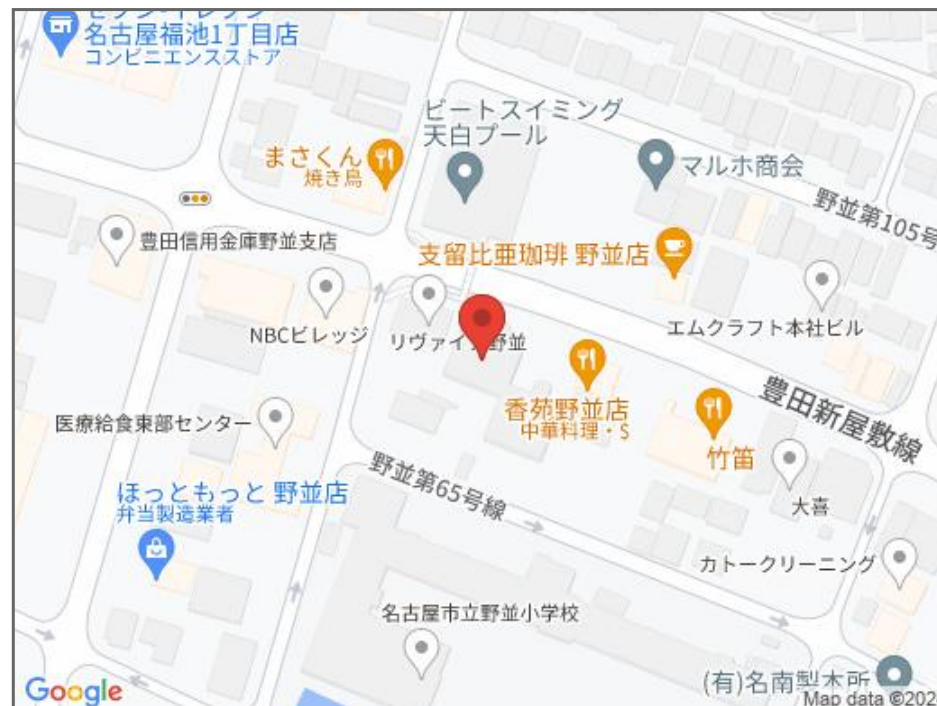 名古屋福池1丁目店
コンビニエンスストア
ビートスイミング
天白プール
まさくん
焼き鳥
マルホ商会
野並第105号
豊田信用金庫野並支店
支留比亜珈琲 野並店
NBCビレッジ
エムクラフト本社ビル
香苑野並店
中華料理・S
豊田新屋敷線
医療給食東部センター
竹笛
野並第65号線
ほっともっと 野並店
弁当製造業者
大喜
カトークリーニング
名古屋市立野並小学校
(有)名南製木所
Google
Map data ©202